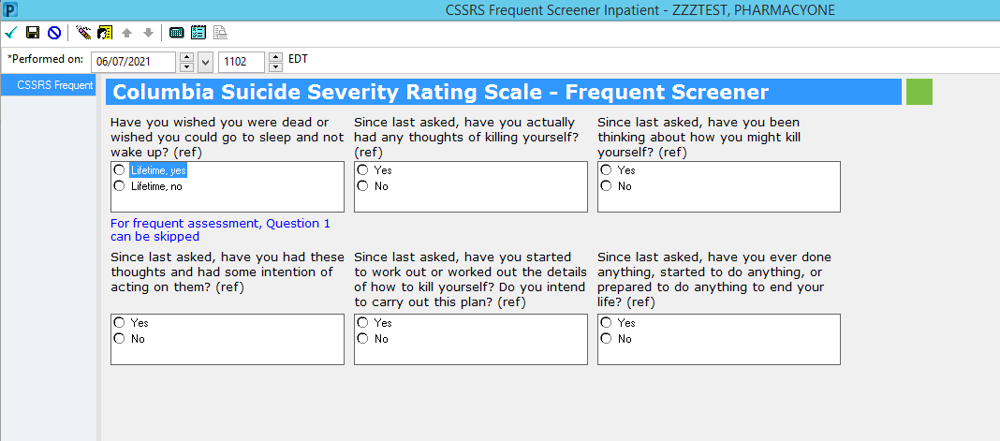 CSSRS Frequent Screener Inpatient - ZZZTEST, PHARMACYONE
*Performed on: 06/07/2021 1102 EDT
CSSRS Frequent
Columbia Suicide Severity Rating Scale - Frequent Screener
Have you wished you were dead or
wished you could go to sleep and not
wake up? (ref)
Lifetime, yes
Lifetime, no
For frequent assessment, Question 1
can be skipped
Since last asked, have you actually
had any thoughts of killing yourself?
(ref)
Yes
No
Since last asked, have you been
thinking about how you might kill
yourself? (ref)
Yes
No
Since last asked, have you had these
thoughts and had some intention of
acting on them? (ref)
Yes
No
Since last asked, have you started
to work out or worked out the details
of how to kill yourself? Do you intend
to carry out this plan? (ref)
Yes
No
Since last asked, have you ever done
anything, started to do anything, or
prepared to do anything to end your
life? (ref)
Yes
No